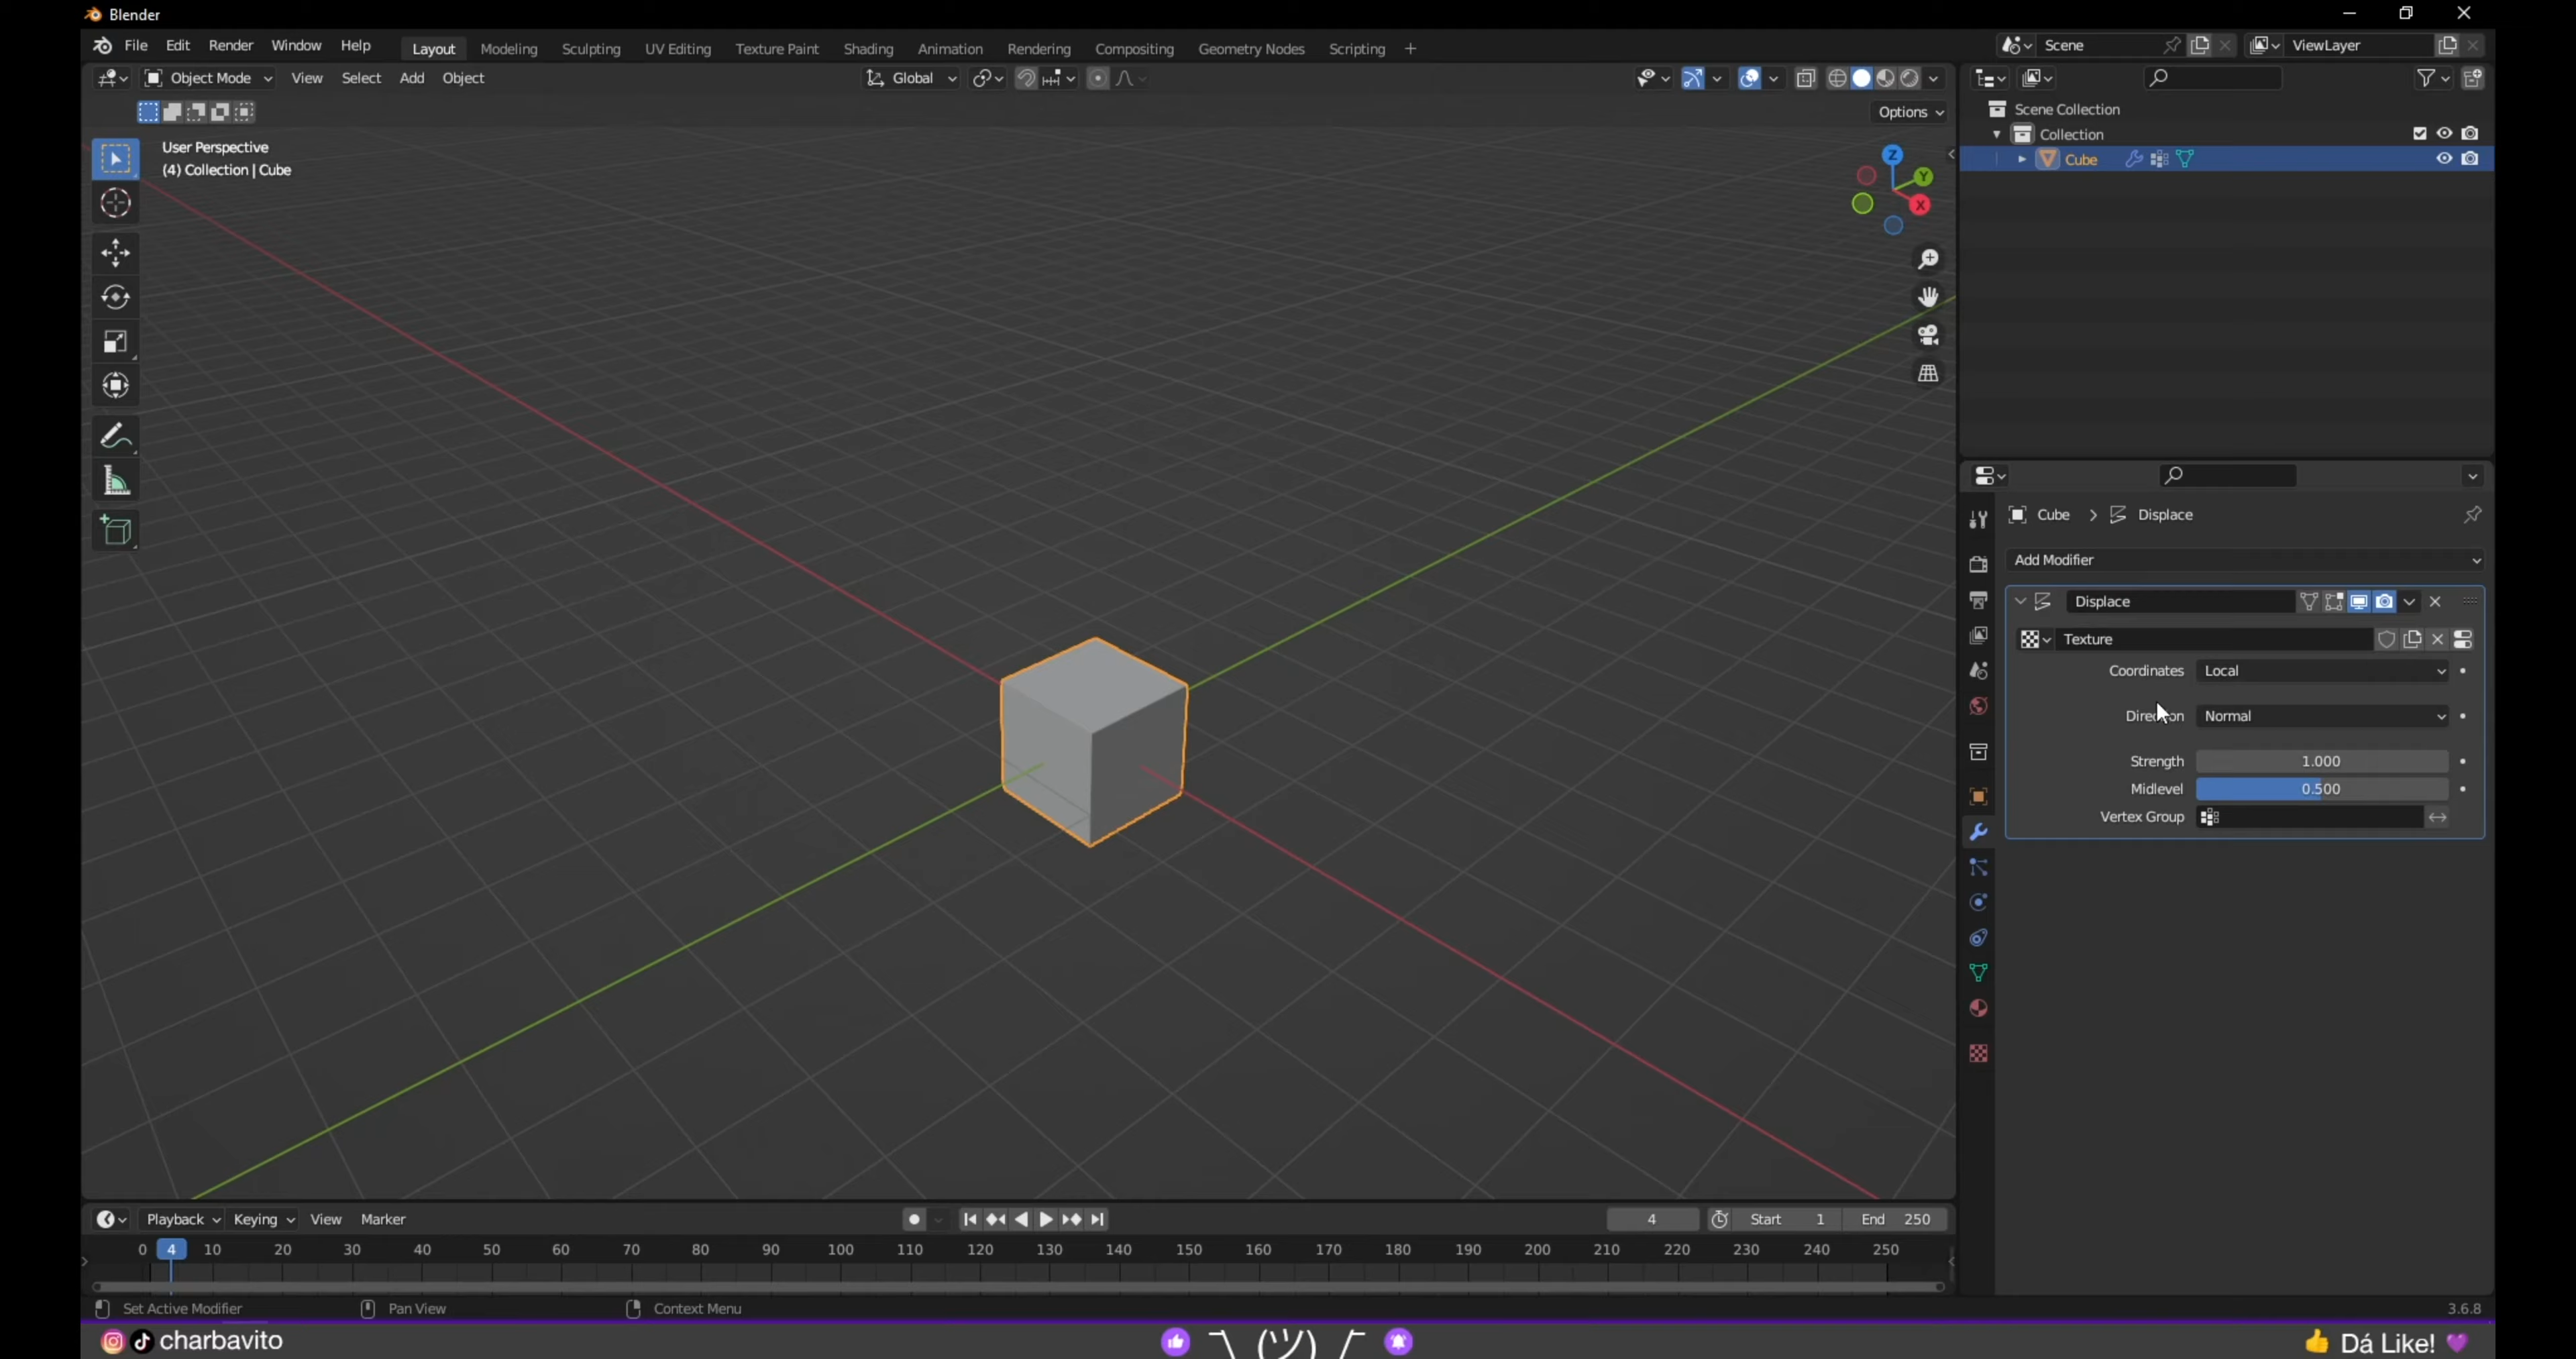 Blender
File Edit Render Window Help Layout Modeling Sculpting UV Editing Texture Paint Shading Animation Rendering Compositing Geometry Nodes Scripting + Scene ViewLayer
Object Mode View Select Add Object Global
Options
User Perspective
(4) Collection | Cube
Z
Y
X
Scene Collection
Collection
Cube
Cube > Displace
Add Modifier
Displace
Texture
Coordinates Local
Direction Normal
Strength 1.000
Midlevel 0.500
Vertex Group
Playback Keying View Marker 4 Start 1 End 250
0 4 10 20 30 40 50 60 70 80 90 100 110 120 130 140 150 160 170 180 190 200 210 220 230 240 250
Set Active Modifier Pan View Context Menu 3.6.8
charbavito ¯\ (ツ) /¯ 👍 Dá Like! 💜